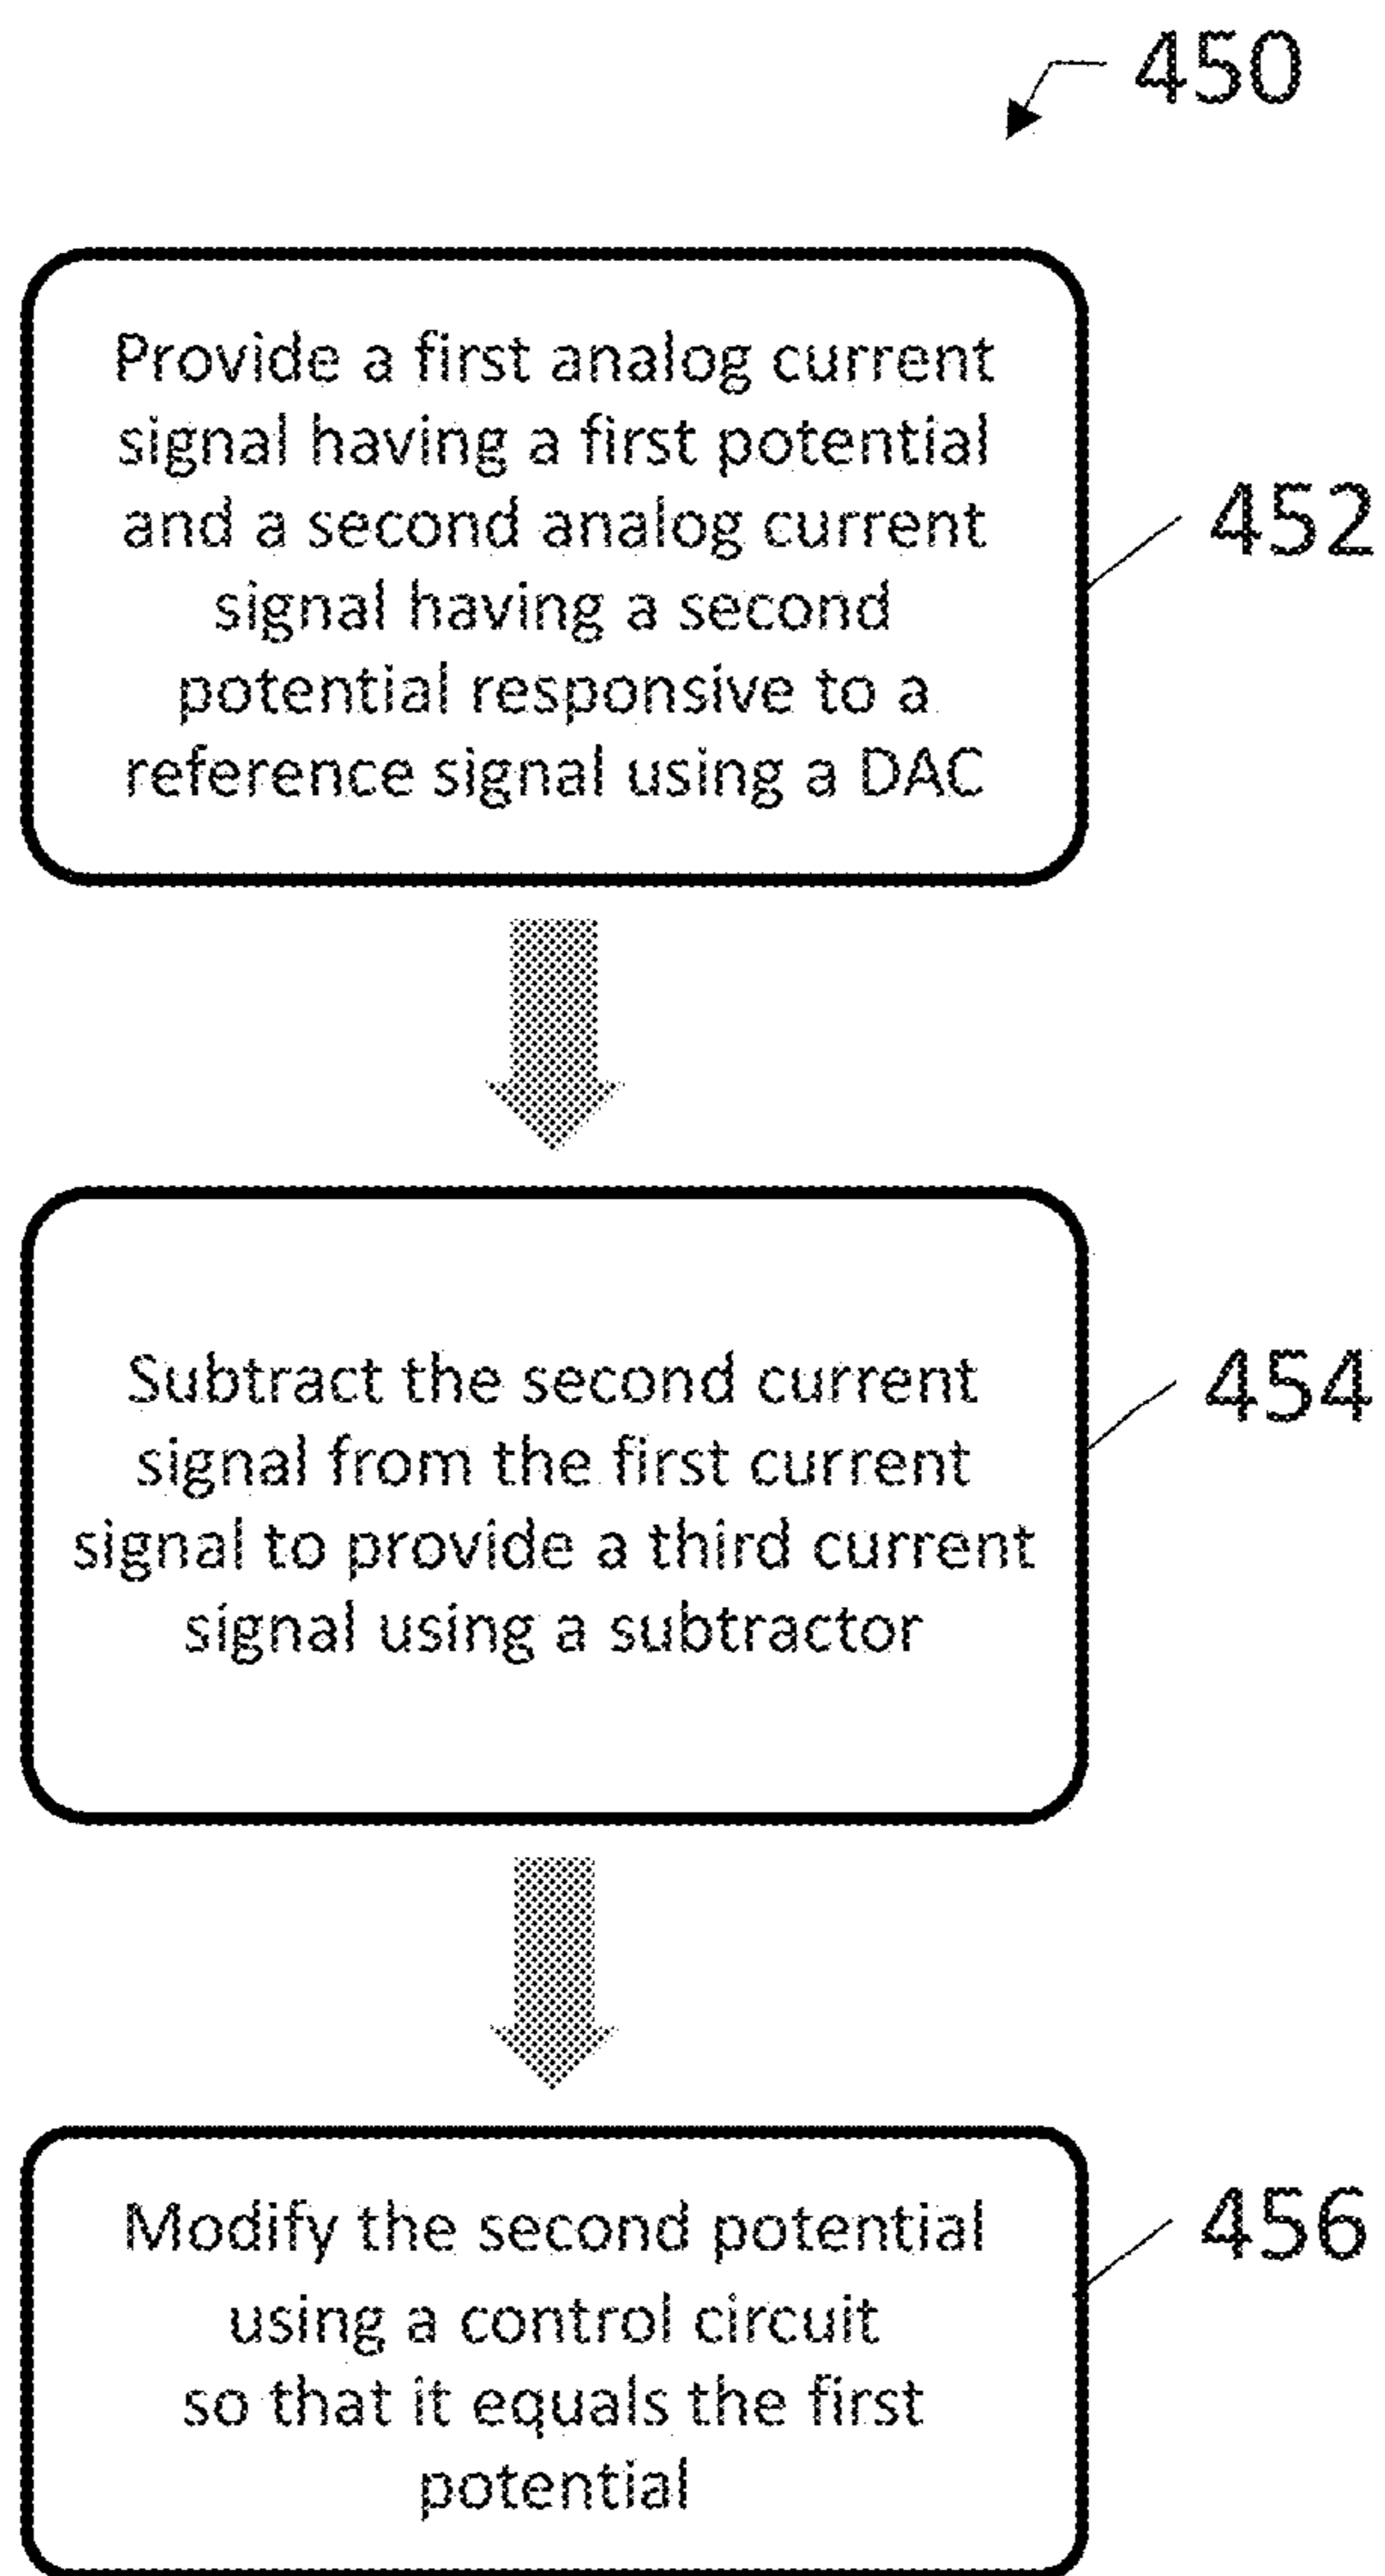 450
Provide a first analog current
signal having a first potential
and a second analog current
signal having a second
potential responsive to a
reference signal using a DAC
452
Subtract the second current
signal from the first current
signal to provide a third current
signal using a subtractor
454
Modify the second potential
using a control circuit
so that it equals the first
potential
456